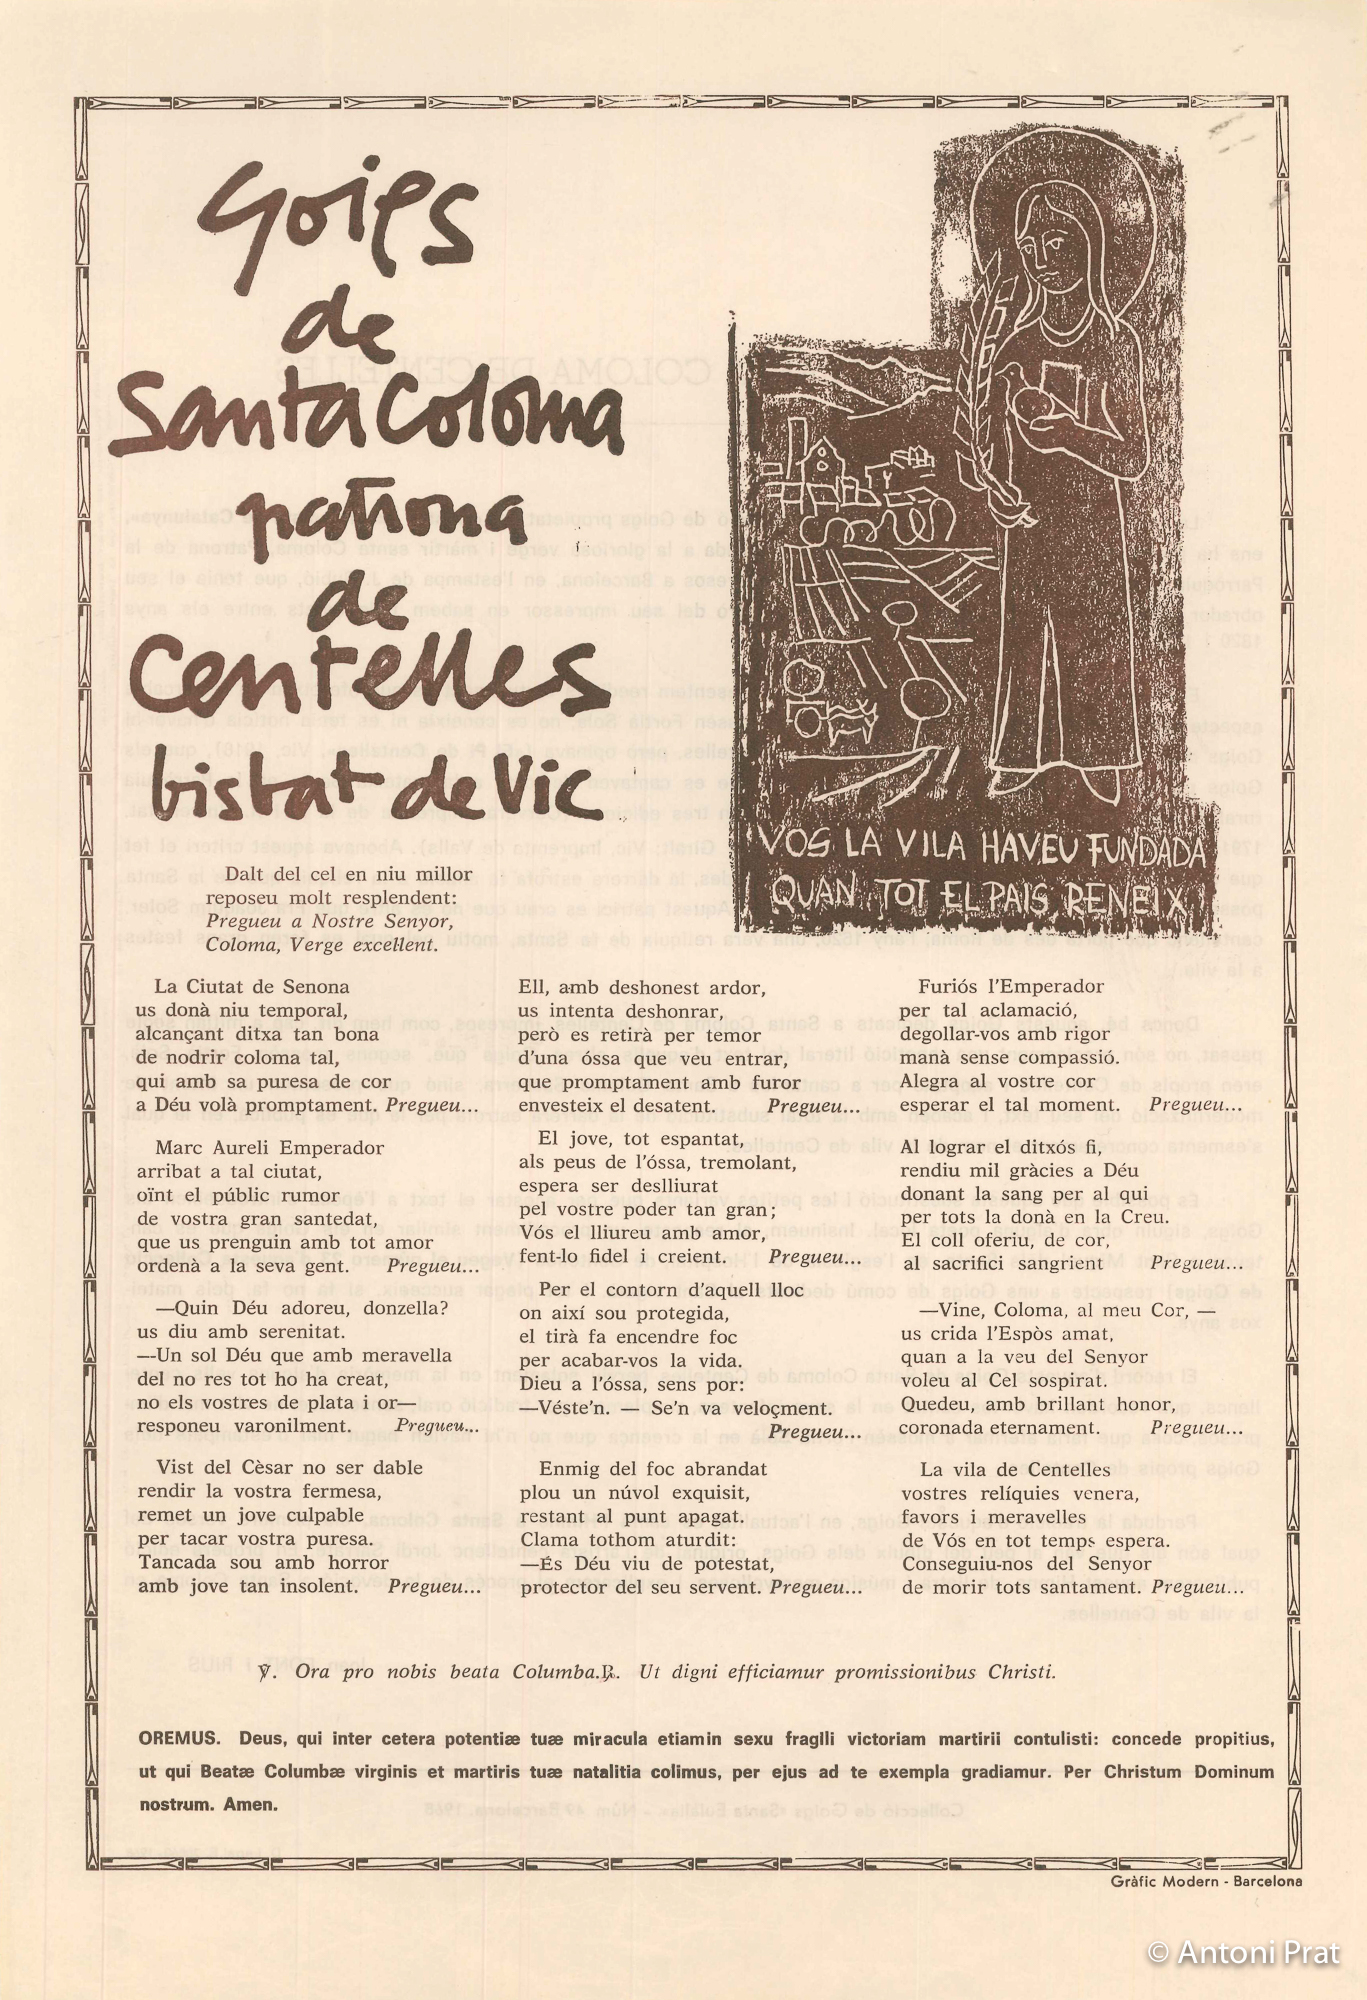 Goigs
de
Santa Coloma
patrona
de
Centelles
bisbat de Vic
VOS LA VILA HAVEU FUNDADA
QUAN TOT EL PAIS RENEIX
Dalt del cel en niu millor
reposeu molt resplendent:
Pregueu a Nostre Senyor,
Coloma, Verge excel·lent.
La Ciutat de Senona
us donà niu temporal,
alcançant ditxa tan bona
de nodrir coloma tal,
qui amb sa puresa de cor
a Déu volà promptament. Pregueu...
Marc Aureli Emperador
arribat a tal ciutat,
oïnt el públic rumor
de vostra gran santedat,
que us prenguin amb tot amor
ordenà a la seva gent. Pregueu...
—Quin Déu adoreu, donzella?
us diu amb serenitat.
—Un sol Déu que amb meravella
del no res tot ho ha creat,
no els vostres de plata i or—
responeu varonilment. Pregueu...
Vist del Cèsar no ser dable
rendir la vostra fermesa,
remet un jove culpable
per tacar vostra puresa.
Tancada sou amb horror
amb jove tan insolent. Pregueu...
Ell, amb deshonest ardor,
us intenta deshonrar,
però es retirà per temor
d'una óssa que veu entrar,
que promptament amb furor
envesteix el desatent. Pregueu...
El jove, tot espantat,
als peus de l'óssa, tremolant,
espera ser deslliurat
pel vostre poder tan gran;
Vós el lliureu amb amor,
fent-lo fidel i creient. Pregueu...
Per el contorn d'aquell lloc
on així sou protegida,
el tirà fa encendre foc
per acabar-vos la vida.
Dieu a l'óssa, sens por:
—Véste'n. — Se'n va veloçment.
Pregueu...
Enmig del foc abrandat
plou un núvol exquisit,
restant al punt apagat.
Clama tothom aturdit:
—És Déu viu de potestat,
protector del seu servent. Pregueu...
Furiós l'Emperador
per tal aclamació,
degollar-vos amb rigor
manà sense compassió.
Alegra al vostre cor
esperar el tal moment. Pregueu...
Al lograr el ditxós fi,
rendiu mil gràcies a Déu
donant la sang per al qui
per tots la donà en la Creu.
El coll oferiu, de cor,
al sacrifici sangrient Pregueu...
—Vine, Coloma, al meu Cor, —
us crida l'Espòs amat,
quan a la veu del Senyor
voleu al Cel sospirat.
Quedeu, amb brillant honor,
coronada eternament. Pregueu...
La vila de Centelles
vostres relíquies venera,
favors i meravelles
de Vós en tot temps espera.
Conseguiu-nos del Senyor
de morir tots santament. Pregueu...
℣. Ora pro nobis beata Columba.℟. Ut digni efficiamur promissionibus Christi.
OREMUS. Deus, qui inter cetera potentiæ tuæ miracula etiamin sexu fraglli victoriam martirii contulisti: concede propitius,
ut qui Beatæ Columbæ virginis et martiris tuæ natalitia colimus, per ejus ad te exempla gradiamur. Per Christum Dominum
nostrum. Amen.
Gràfic Modern - Barcelona
© Antoni Prat